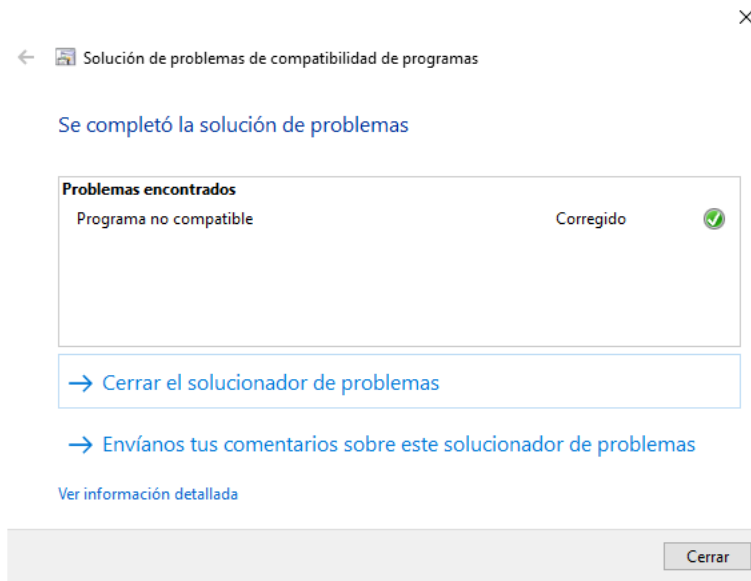 Solución de problemas de compatibilidad de programas
Se completó la solución de problemas
Problemas encontrados
Programa no compatible Corregido
Cerrar el solucionador de problemas
Envíanos tus comentarios sobre este solucionador de problemas
Ver información detallada
Cerrar